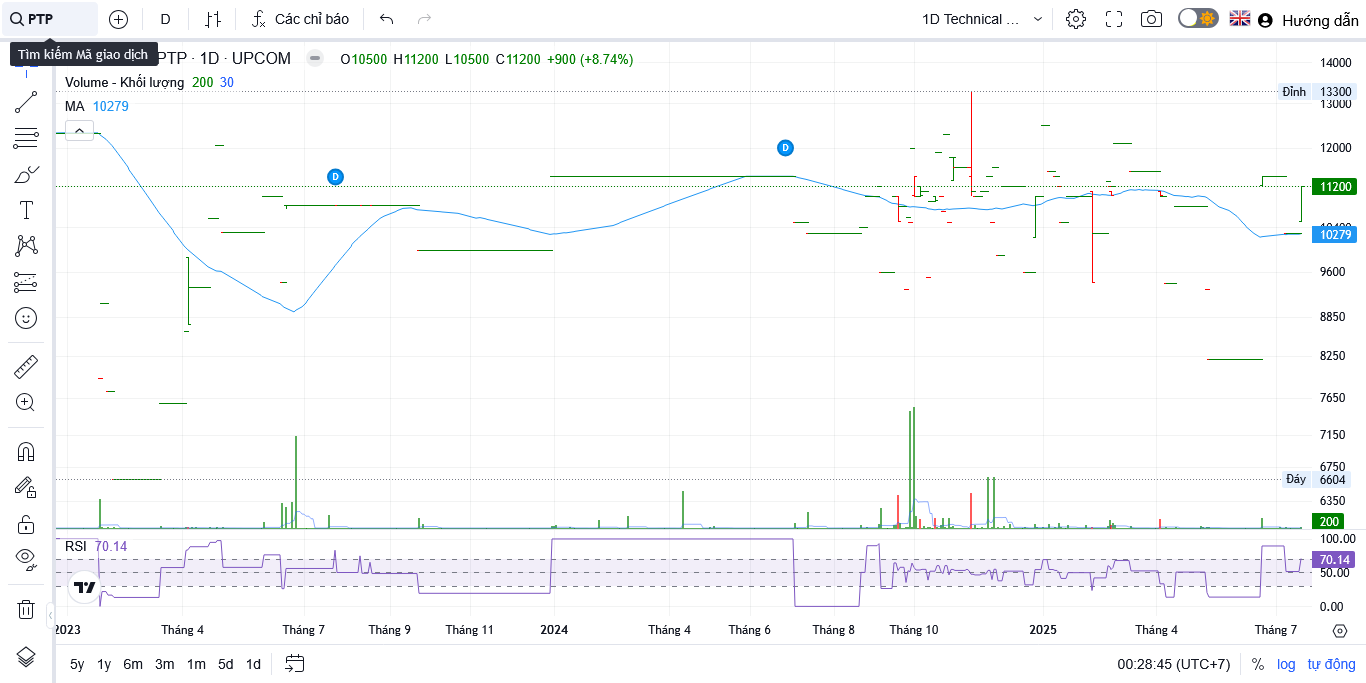 PTP
D
Các chỉ báo
1D Technical ...
Hướng dẫn
Tìm kiếm Mã giao dịch
PTP · 1D · UPCOM
O10500 H11200 L10500 C11200 +900 (+8.74%)
Volume - Khối lượng 200 30
MA 10279
14000
Đỉnh 13300
13000
12000
11200
10400
10279
9600
8850
8250
7650
7150
6750
Đáy 6604
6350
200
D
D
RSI 70.14
100.00
70.14
50.00
0.00
2023 Tháng 4 Tháng 7 Tháng 9 Tháng 11 2024 Tháng 4 Tháng 6 Tháng 8 Tháng 10 2025 Tháng 4 Tháng 7
5y 1y 6m 3m 1m 5d 1d
00:28:45 (UTC+7) % log tự động